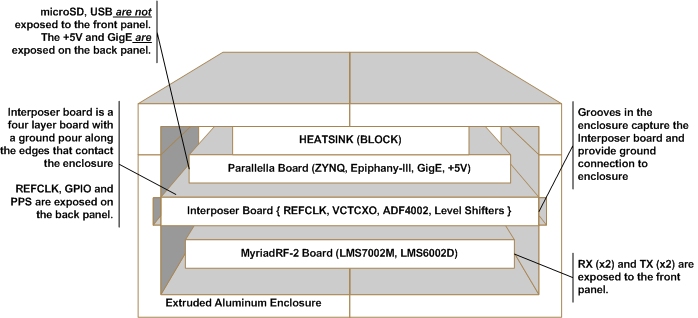 microSD, USB are not
exposed to the front panel.
The +5V and GigE are
exposed on the back panel.
Interposer board is a
four layer board with
a ground pour along
the edges that contact
the enclosure
REFCLK, GPIO and
PPS are exposed on
the back panel.
HEATSINK (BLOCK)
Parallella Board (ZYNQ, Epiphany-III, GigE, +5V)
Interposer Board { REFCLK, VCTCXO, ADF4002, Level Shifters }
MyriadRF-2 Board (LMS7002M, LMS6002D)
Extruded Aluminum Enclosure
Grooves in the
enclosure capture the
Interposer board and
provide ground
connection to
enclosure
RX (x2) and TX (x2) are
exposed to the front
panel.